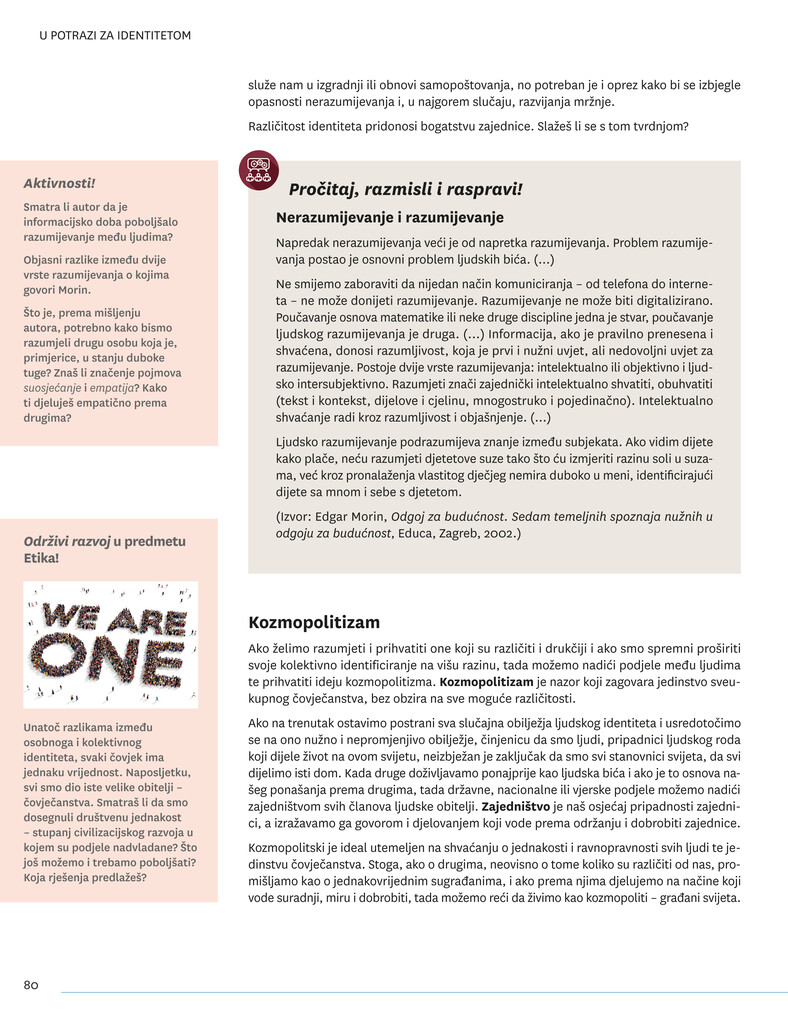 U POTRAZI ZA IDENTITETOM
služe nam u izgradnji ili obnovi samopoštovanja, no potreban je i oprez kako bi se izbjegle
opasnosti nerazumijevanja i, u najgorem slučaju, razvijanja mržnje.
Različitost identiteta pridonosi bogatstvu zajednice. Slažeš li se s tom tvrdnjom?
Aktivnosti!
Smatra li autor da je
informacijsko doba poboljšalo
razumijevanje među ljudima?
Objasni razlike između dvije
vrste razumijevanja o kojima
govori Morin.
Što je, prema mišljenju
autora, potrebno kako bismo
razumjeli drugu osobu koja je,
primjerice, u stanju duboke
tuge? Znaš li značenje pojmova
suosjećanje i empatija? Kako
ti djeluješ empatično prema
drugima?
Pročitaj, razmisli i raspravi!
Nerazumijevanje i razumijevanje
Napredak nerazumijevanja veći je od napretka razumijevanja. Problem razumije-
vanja postao je osnovni problem ljudskih bića. (...)
Ne smijemo zaboraviti da nijedan način komuniciranja – od telefona do interne-
ta – ne može donijeti razumijevanje. Razumijevanje ne može biti digitalizirano.
Poučavanje osnova matematike ili neke druge discipline jedna je stvar, poučavanje
ljudskog razumijevanja je druga. (...) Informacija, ako je pravilno prenesena i
shvaćena, donosi razumljivost, koja je prvi i nužni uvjet, ali nedovoljni uvjet za
razumijevanje. Postoje dvije vrste razumijevanja: intelektualno ili objektivno i ljud-
sko intersubjektivno. Razumjeti znači zajednički intelektualno shvatiti, obuhvatiti
(tekst i kontekst, dijelove i cjelinu, mnogostruko i pojedinačno). Intelektualno
shvaćanje radi kroz razumljivost i objašnjenje. (...)
Ljudsko razumijevanje podrazumijeva znanje između subjekata. Ako vidim dijete
kako plače, neću razumjeti djetetove suze tako što ću izmjeriti razinu soli u suza-
ma, već kroz pronalaženja vlastitog dječjeg nemira duboko u meni, identificirajući
dijete sa mnom i sebe s djetetom.
(Izvor: Edgar Morin, Odgoj za budućnost. Sedam temeljnih spoznaja nužnih u
odgoju za budućnost, Educa, Zagreb, 2002.)
Održivi razvoj u predmetu
Etika!
WE ARE
ONE
Unatoč razlikama između
osobnoga i kolektivnog
identiteta, svaki čovjek ima
jednaku vrijednost. Naposljetku,
svi smo dio iste velike obitelji –
čovječanstva. Smatraš li da smo
dosegnuli društvenu jednakost
– stupanj civilizacijskog razvoja u
kojem su podjele nadvladane? Što
još možemo i trebamo poboljšati?
Koja rješenja predlažeš?
Kozmopolitizam
Ako želimo razumjeti i prihvatiti one koji su različiti i drukčiji i ako smo spremni proširiti
svoje kolektivno identificiranje na višu razinu, tada možemo nadići podjele među ljudima
te prihvatiti ideju kozmopolitizma. Kozmopolitizam je nazor koji zagovara jedinstvo sveu-
kupnog čovječanstva, bez obzira na sve moguće različitosti.
Ako na trenutak ostavimo postrani sva slučajna obilježja ljudskog identiteta i usredotočimo
se na ono nužno i nepromjenjivo obilježje, činjenicu da smo ljudi, pripadnici ljudskog roda
koji dijele život na ovom svijetu, neizbježan je zaključak da smo svi stanovnici svijeta, da svi
dijelimo isti dom. Kada druge doživljavamo ponajprije kao ljudska bića i ako je to osnova na-
šeg ponašanja prema drugima, tada državne, nacionalne ili vjerske podjele možemo nadići
zajedništvom svih članova ljudske obitelji. Zajedništvo je naš osjećaj pripadnosti zajedni-
ci, a izražavamo ga govorom i djelovanjem koji vode prema održanju i dobrobiti zajednice.
Kozmopolitski je ideal utemeljen na shvaćanju o jednakosti i ravnopravnosti svih ljudi te je-
dinstvu čovječanstva. Stoga, ako o drugima, neovisno o tome koliko su različiti od nas, pro-
mišljamo kao o jednakovrijednim sugrađanima, i ako prema njima djelujemo na načine koji
vode suradnji, miru i dobrobiti, tada možemo reći da živimo kao kozmopoliti – građani svijeta.
80